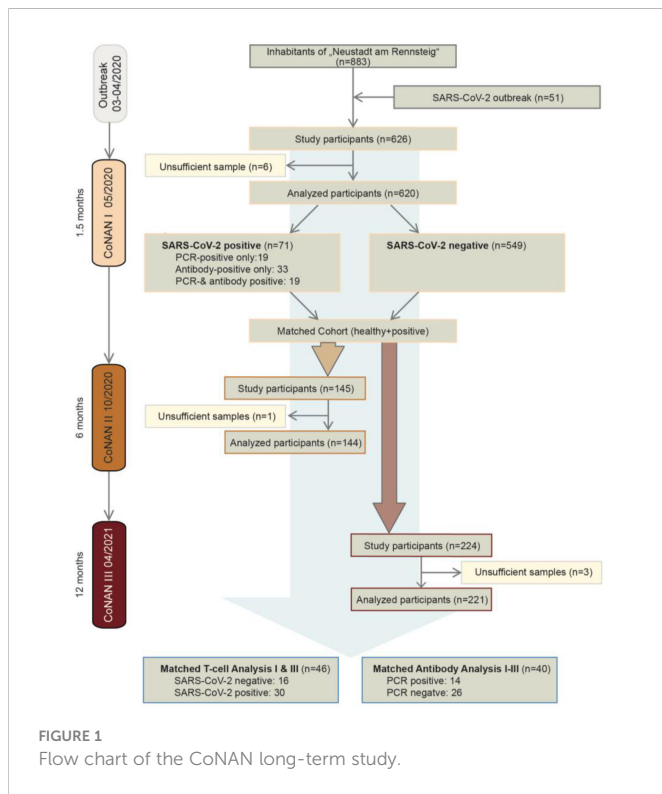 Outbreak
03-04/2020
Inhabitants of „Neustadt am Rennsteig"
(n=883)
SARS-CoV-2 outbreak (n=51)
Study participants (n=626)
Unsufficient sample (n=6)
Analyzed participants (n=620)
1.5 months
CoNAN I 05/2020
SARS-CoV-2 positive (n=71)
PCR-positive only:19
Antibody-positive only: 33
PCR-& antibody positive: 19
SARS-CoV-2 negative (n=549)
Matched Cohort (healthy+positive)
6 months
CoNAN II 10/2020
Study participants (n=145)
Unsufficient samples (n=1)
Analyzed participants (n=144)
12 months
CoNAN III 04/2021
Study participants (n=224)
Unsufficient samples (n=3)
Analyzed participants (n=221)
Matched T-cell Analysis I & III (n=46)
SARS-CoV-2 negative: 16
SARS-CoV-2 positive: 30
Matched Antibody Analysis I-III (n=40)
PCR positive: 14
PCR negatve: 26
FIGURE 1
Flow chart of the CoNAN long-term study.